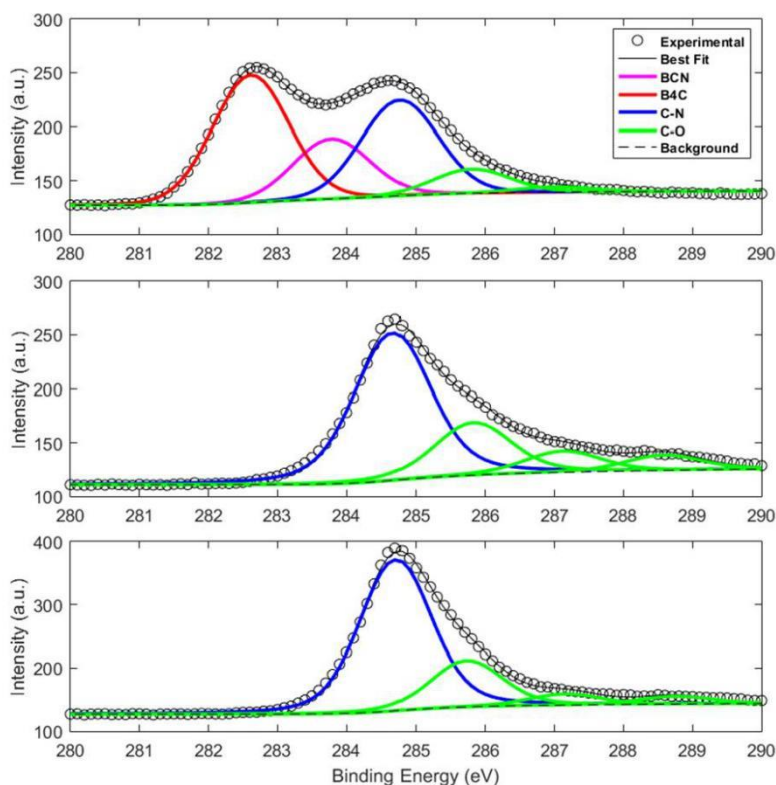 300
250
200
150
100
Intensity (a.u.)
Experimental
Best Fit
BCN
B4C
C-N
C-O
Background
280 281 282 283 284 285 286 287 288 289 290
300
250
200
150
100
Intensity (a.u.)
280 281 282 283 284 285 286 287 288 289 290
400
300
200
100
Intensity (a.u.)
280 281 282 283 284 285 286 287 288 289 290
Binding Energy (eV)